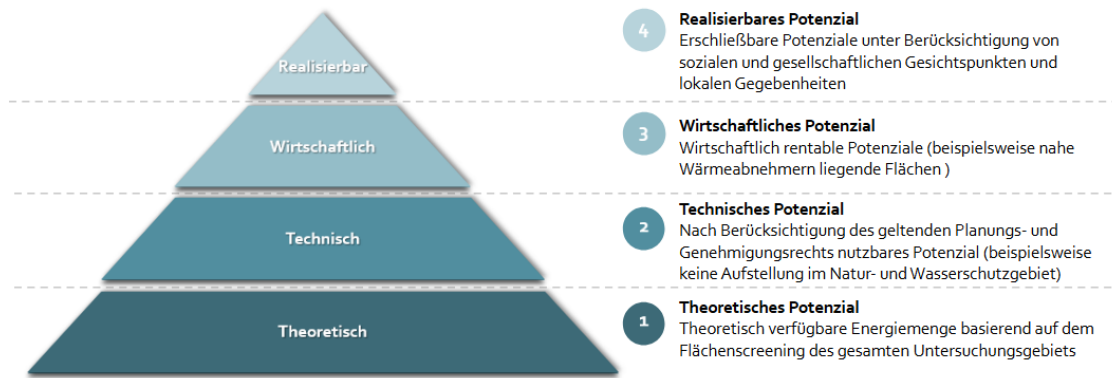 Realisierbar
4
Realisierbares Potenzial
Erschließbare Potenziale unter Berücksichtigung von
sozialen und gesellschaftlichen Gesichtspunkten und
lokalen Gegebenheiten
Wirtschaftlich
3
Wirtschaftliches Potenzial
Wirtschaftlich rentable Potenziale (beispielsweise nahe
Wärmeabnehmern liegende Flächen )
Technisch
2
Technisches Potenzial
Nach Berücksichtigung des geltenden Planungs- und
Genehmigungsrechts nutzbares Potenzial (beispielsweise
keine Aufstellung im Natur- und Wasserschutzgebiet)
Theoretisch
1
Theoretisches Potenzial
Theoretisch verfügbare Energiemenge basierend auf dem
Flächenscreening des gesamten Untersuchungsgebiets